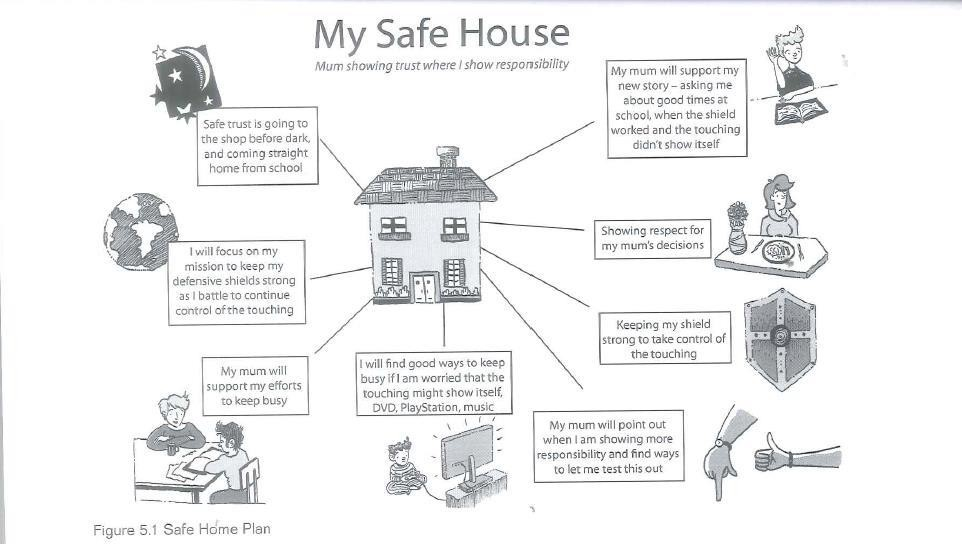 My Safe House
Mum showing trust where I show responsibility
Safe trust is going to
the shop before dark,
and coming straight
home from school
My mum will support my
new story – asking me
about good times at
school, when the shield
worked and the touching
didn't show itself
I will focus on my
mission to keep my
defensive shields strong
as I battle to continue
control of the touching
Showing respect for
my mum's decisions
Keeping my shield
strong to take control of
the touching
My mum will
support my efforts
to keep busy
I will find good ways to keep
busy if I am worried that the
touching might show itself,
DVD, PlayStation, music
My mum will point out
when I am showing more
responsibility and find ways
to let me test this out
Figure 5.1 Safe Home Plan